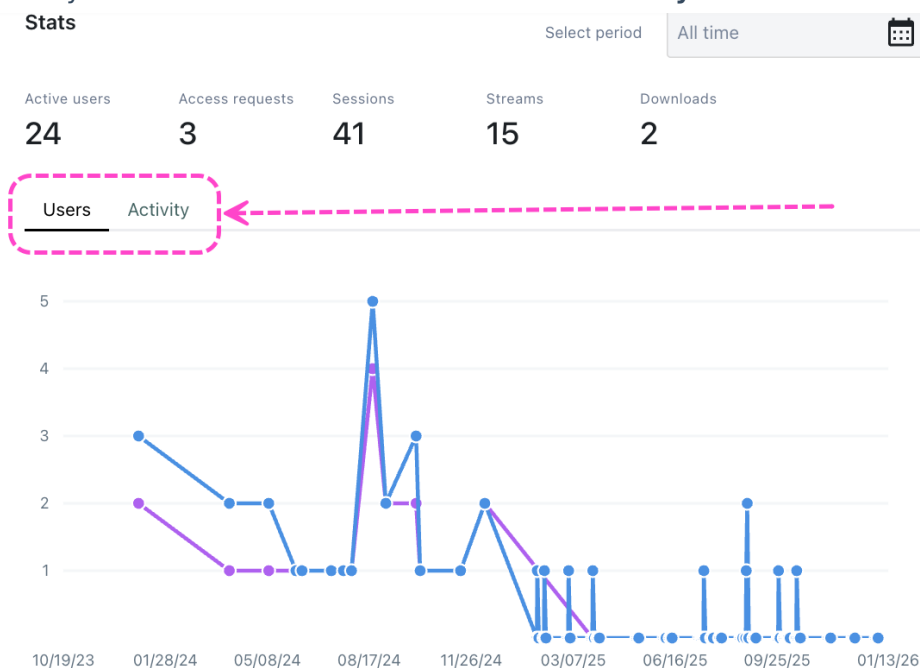 Stats
Select period
All time
Active users
Access requests
Sessions
Streams
Downloads
24
3
41
15
2
Users
Activity
5
4
3
2
1
10/19/23
01/28/24
05/08/24
08/17/24
11/26/24
03/07/25
06/16/25
09/25/25
01/13/26